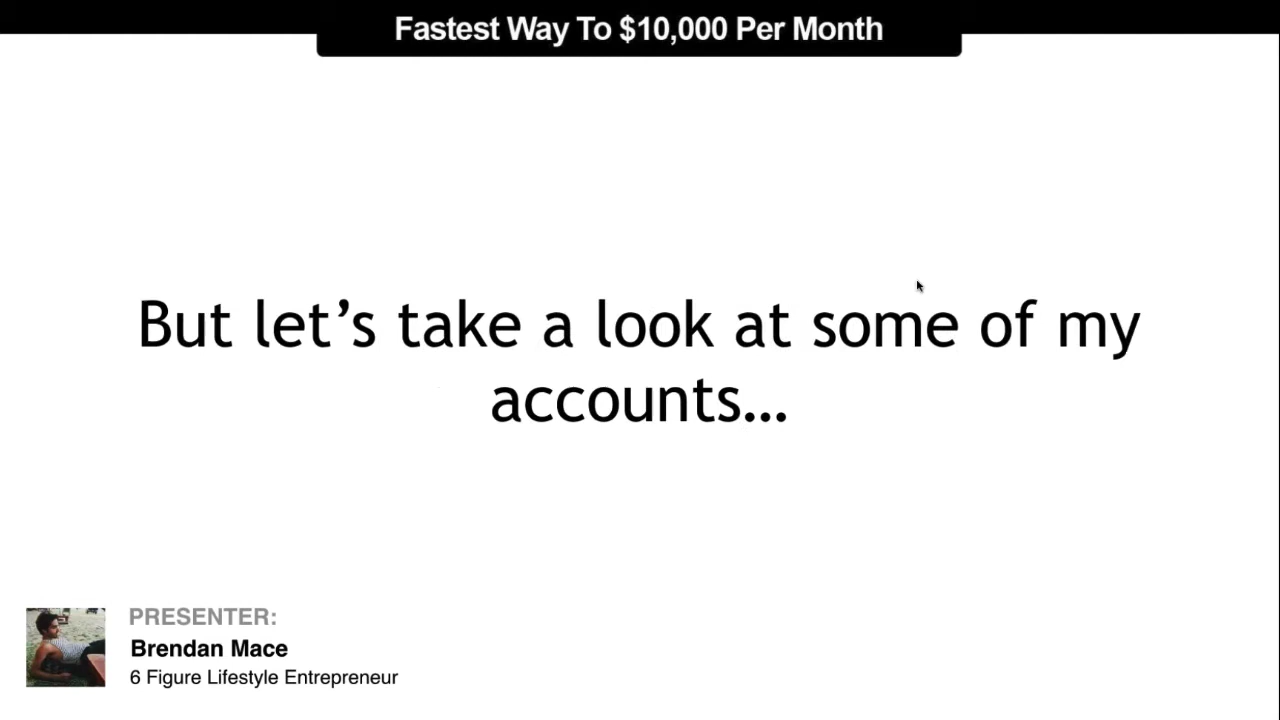 Fastest Way To $10,000 Per Month
But let’s take a look at some of my
accounts…
PRESENTER:
Brendan Mace
6 Figure Lifestyle Entrepreneur